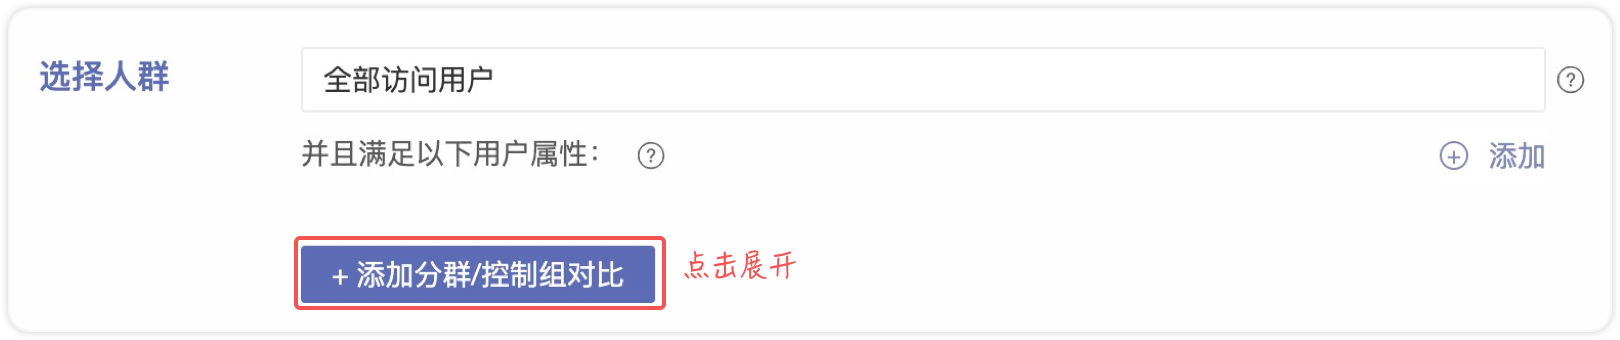 选择人群
全部访问用户
?
并且满足以下用户属性：
?
+ 添加
+ 添加分群/控制组对比
点击展开